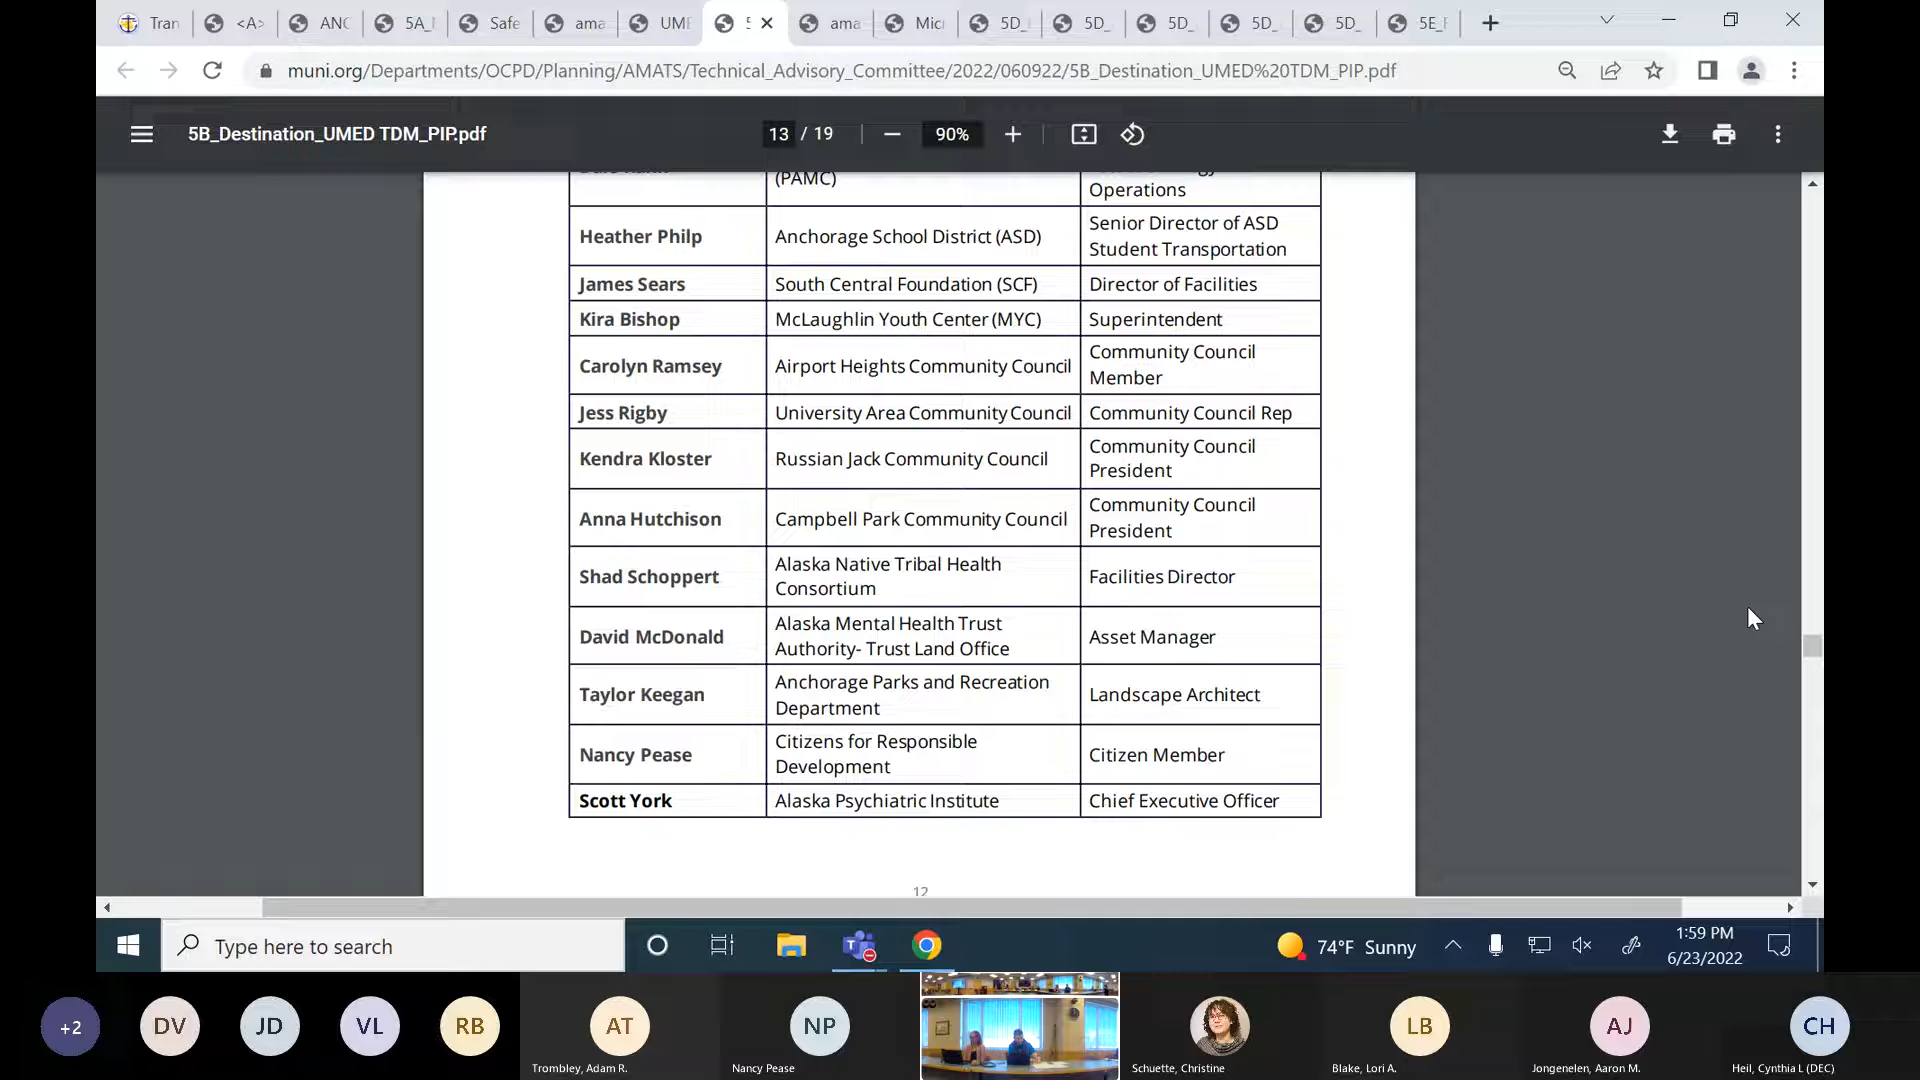 Tran
<A>
ANC
5A_
Safe
ama
UME
5
ama
Mic
5D_
5D_
5D_
5D_
5D_
5E_F
muni.org/Departments/OCPD/Planning/AMATS/Technical_Advisory_Committee/2022/060922/5B_Destination_UMED%20TDM_PIP.pdf
5B_Destination_UMED TDM_PIP.pdf
13 / 19
90%
(PAMC)
Operations
Heather Philp
Anchorage School District (ASD)
Senior Director of ASD
Student Transportation
James Sears
South Central Foundation (SCF)
Director of Facilities
Kira Bishop
McLaughlin Youth Center (MYC)
Superintendent
Carolyn Ramsey
Airport Heights Community Council
Community Council
Member
Jess Rigby
University Area Community Council
Community Council Rep
Kendra Kloster
Russian Jack Community Council
Community Council
President
Anna Hutchison
Campbell Park Community Council
Community Council
President
Shad Schoppert
Alaska Native Tribal Health
Consortium
Facilities Director
David McDonald
Alaska Mental Health Trust
Authority- Trust Land Office
Asset Manager
Taylor Keegan
Anchorage Parks and Recreation
Department
Landscape Architect
Nancy Pease
Citizens for Responsible
Development
Citizen Member
Scott York
Alaska Psychiatric Institute
Chief Executive Officer
12
Type here to search
74°F Sunny
1:59 PM
6/23/2022
+2
DV
JD
VL
RB
AT
Trombley, Adam R.
NP
Nancy Pease
Schuette, Christine
LB
Blake, Lori A.
AJ
Jongenelen, Aaron M.
CH
Heil, Cynthia L (DEC)